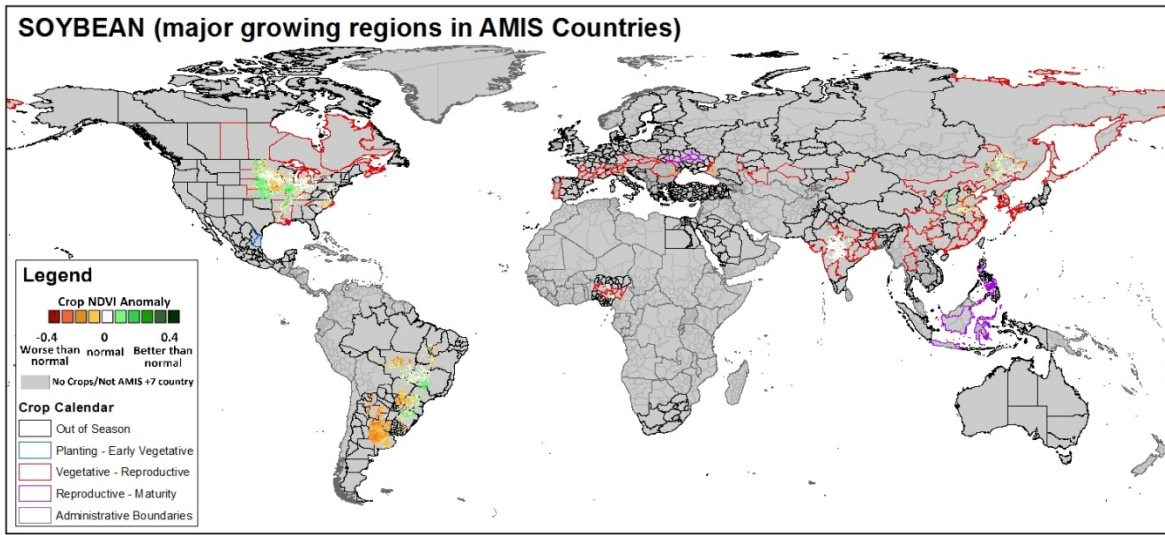 SOYBEAN (major growing regions in AMIS Countries)
Legend
Crop NDVI Anomaly
-0.4 0 0.4
Worse than normal Better than
normal normal
No Crops/Not AMIS +7 country
Crop Calendar
Out of Season
Planting - Early Vegetative
Vegetative - Reproductive
Reproductive - Maturity
Administrative Boundaries